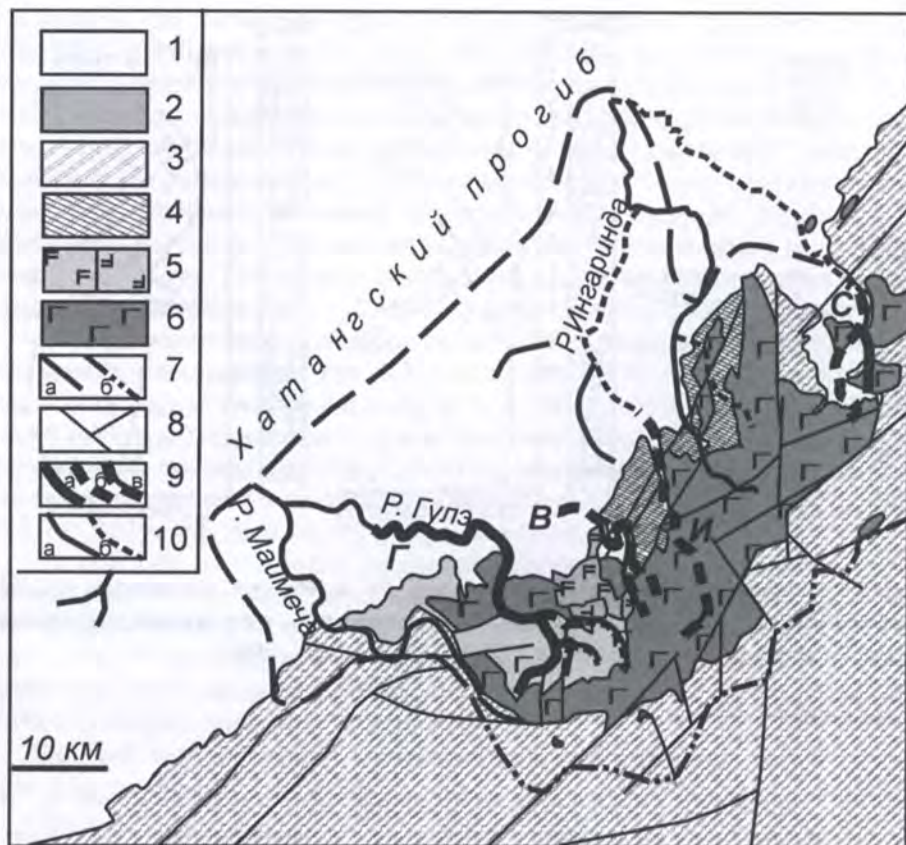 1
2
3
4
5
6
а б 7
8
а б в 9
а б 10
Хатангский прогиб
Р. Ингаринда
С
Р. Гулэ
В
И
Г
Р. Маймеча
10 км